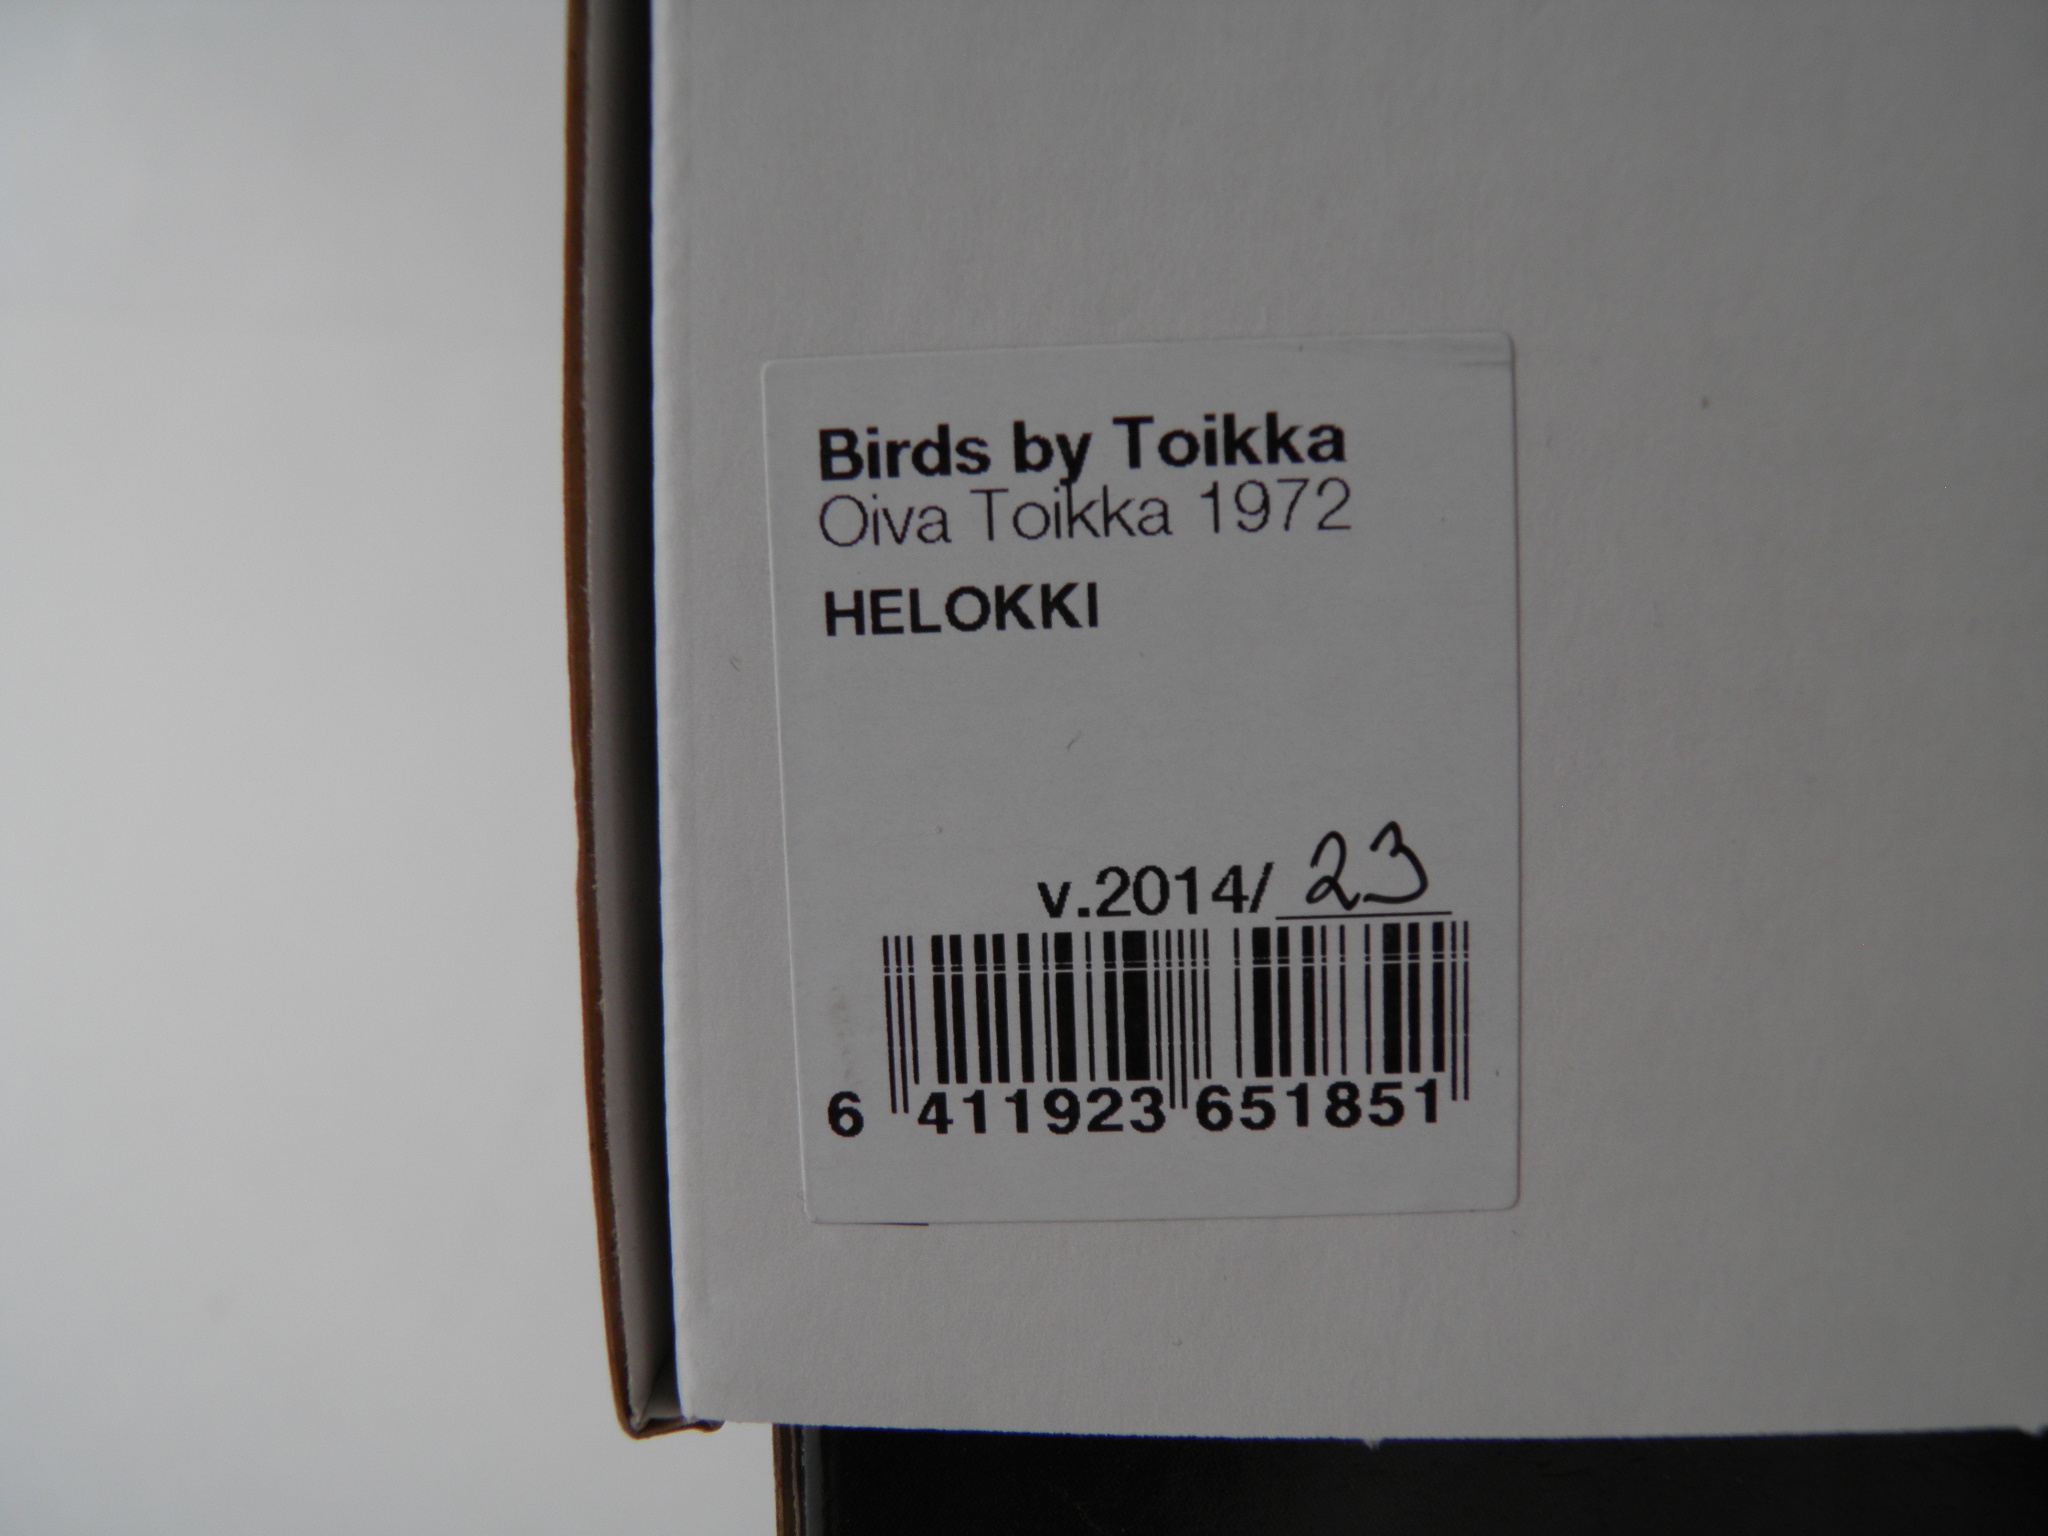 Birds by Toikka
Oiva Toikka 1972
HELOKKI
v.2014/ 23
6 411923 651851